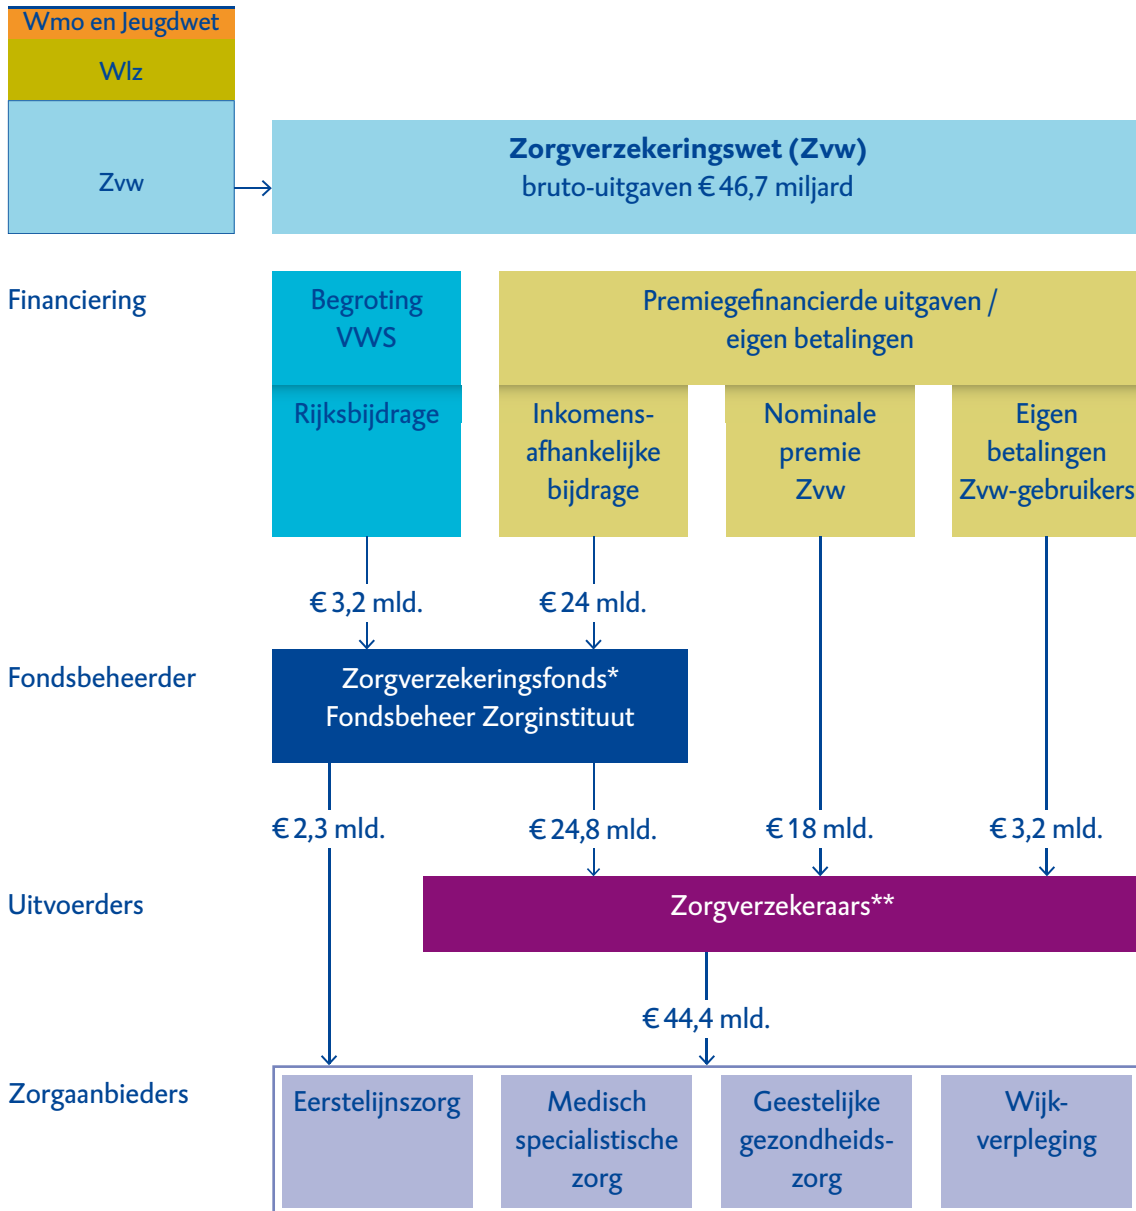 Wmo en Jeugdwet
Wlz
Zvw
Zorgverzekeringswet (Zvw)
bruto-uitgaven € 46,7 miljard
Financiering
Begroting
VWS
Premiegefinancierde uitgaven /
eigen betalingen
Rijksbijdrage
Inkomens-
afhankelijke
bijdrage
Nominale
premie
Zvw
Eigen
betalingen
Zvw-gebruikers
€ 3,2 mld.
€ 24 mld.
Fondsbeheerder
Zorgverzekeringsfonds*
Fondsbeheer Zorginstituut
€ 2,3 mld.
€ 24,8 mld.
€ 18 mld.
€ 3,2 mld.
Uitvoerders
Zorgverzekeraars**
€ 44,4 mld.
Zorgaanbieders
Eerstelijnszorg
Medisch
specialistische
zorg
Geestelijke
gezondheids-
zorg
Wijk-
verpleging